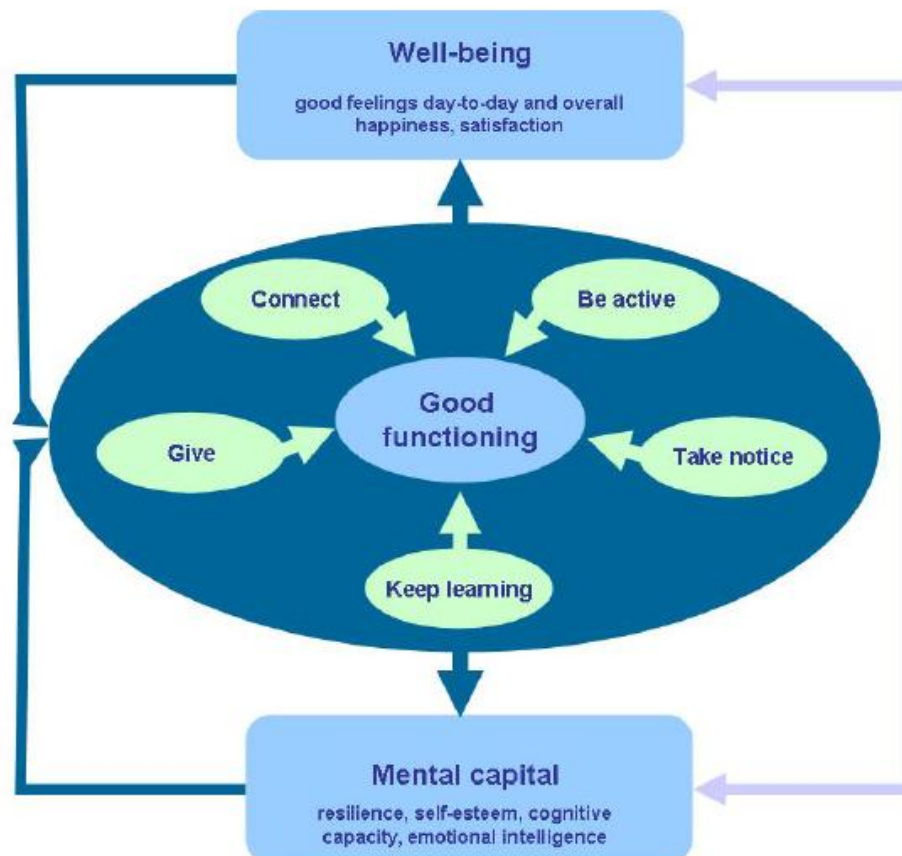 Well-being
good feelings day-to-day and overall
happiness, satisfaction
Connect
Be active
Good
functioning
Give
Take notice
Keep learning
Mental capital
resilience, self-esteem, cognitive
capacity, emotional intelligence